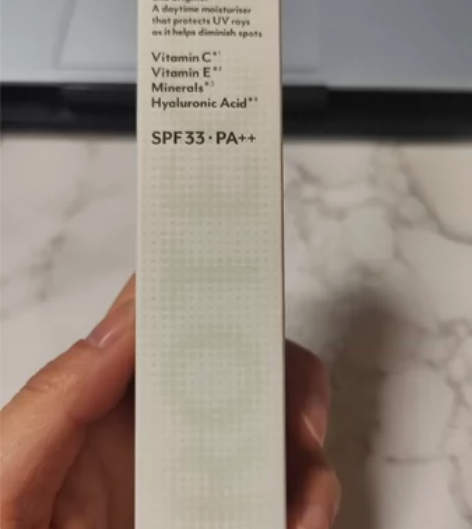 A daytime moisturiser
that protects UV rays
as it helps diminish spots
Vitamin C*¹
Vitamin E*²
Minerals*³
Hyaluronic Acid*⁴
SPF33·PA++